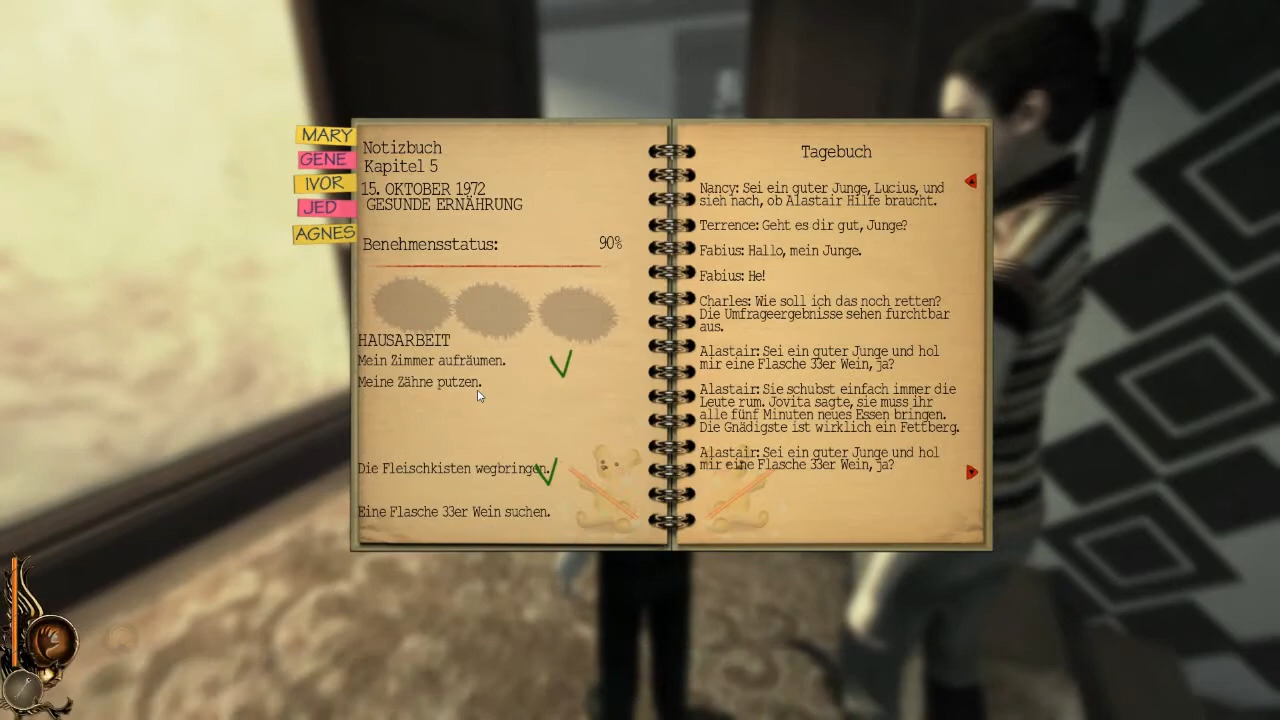 MARY
GENE
IVOR
JED
AGNES
Notizbuch
Kapitel 5
15. OKTOBER 1972
GESUNDE ERNÄHRUNG
Benehmensstatus: 90%
HAUSARBEIT
Mein Zimmer aufräumen.
Meine Zähne putzen.
Die Fleischkisten wegbringen.
Eine Flasche 33er Wein suchen.
Tagebuch
Nancy: Sei ein guter Junge, Lucius, und
sieh nach, ob Alastair Hilfe braucht.
Terrence: Geht es dir gut, Junge?
Fabius: Hallo, mein Junge.
Fabius: He!
Charles: Wie soll ich das noch retten?
Die Umfrageergebnisse sehen furchtbar
aus.
Alastair: Sei ein guter Junge und hol
mir eine Flasche 33er Wein, ja?
Alastair: Sie schubst einfach immer die
Leute rum. Jovita sagte, sie muss ihr
alle fünf Minuten neues Essen bringen.
Die Gnädigste ist wirklich ein Fettberg.
Alastair: Sei ein guter Junge und hol
mir eine Flasche 33er Wein, ja?